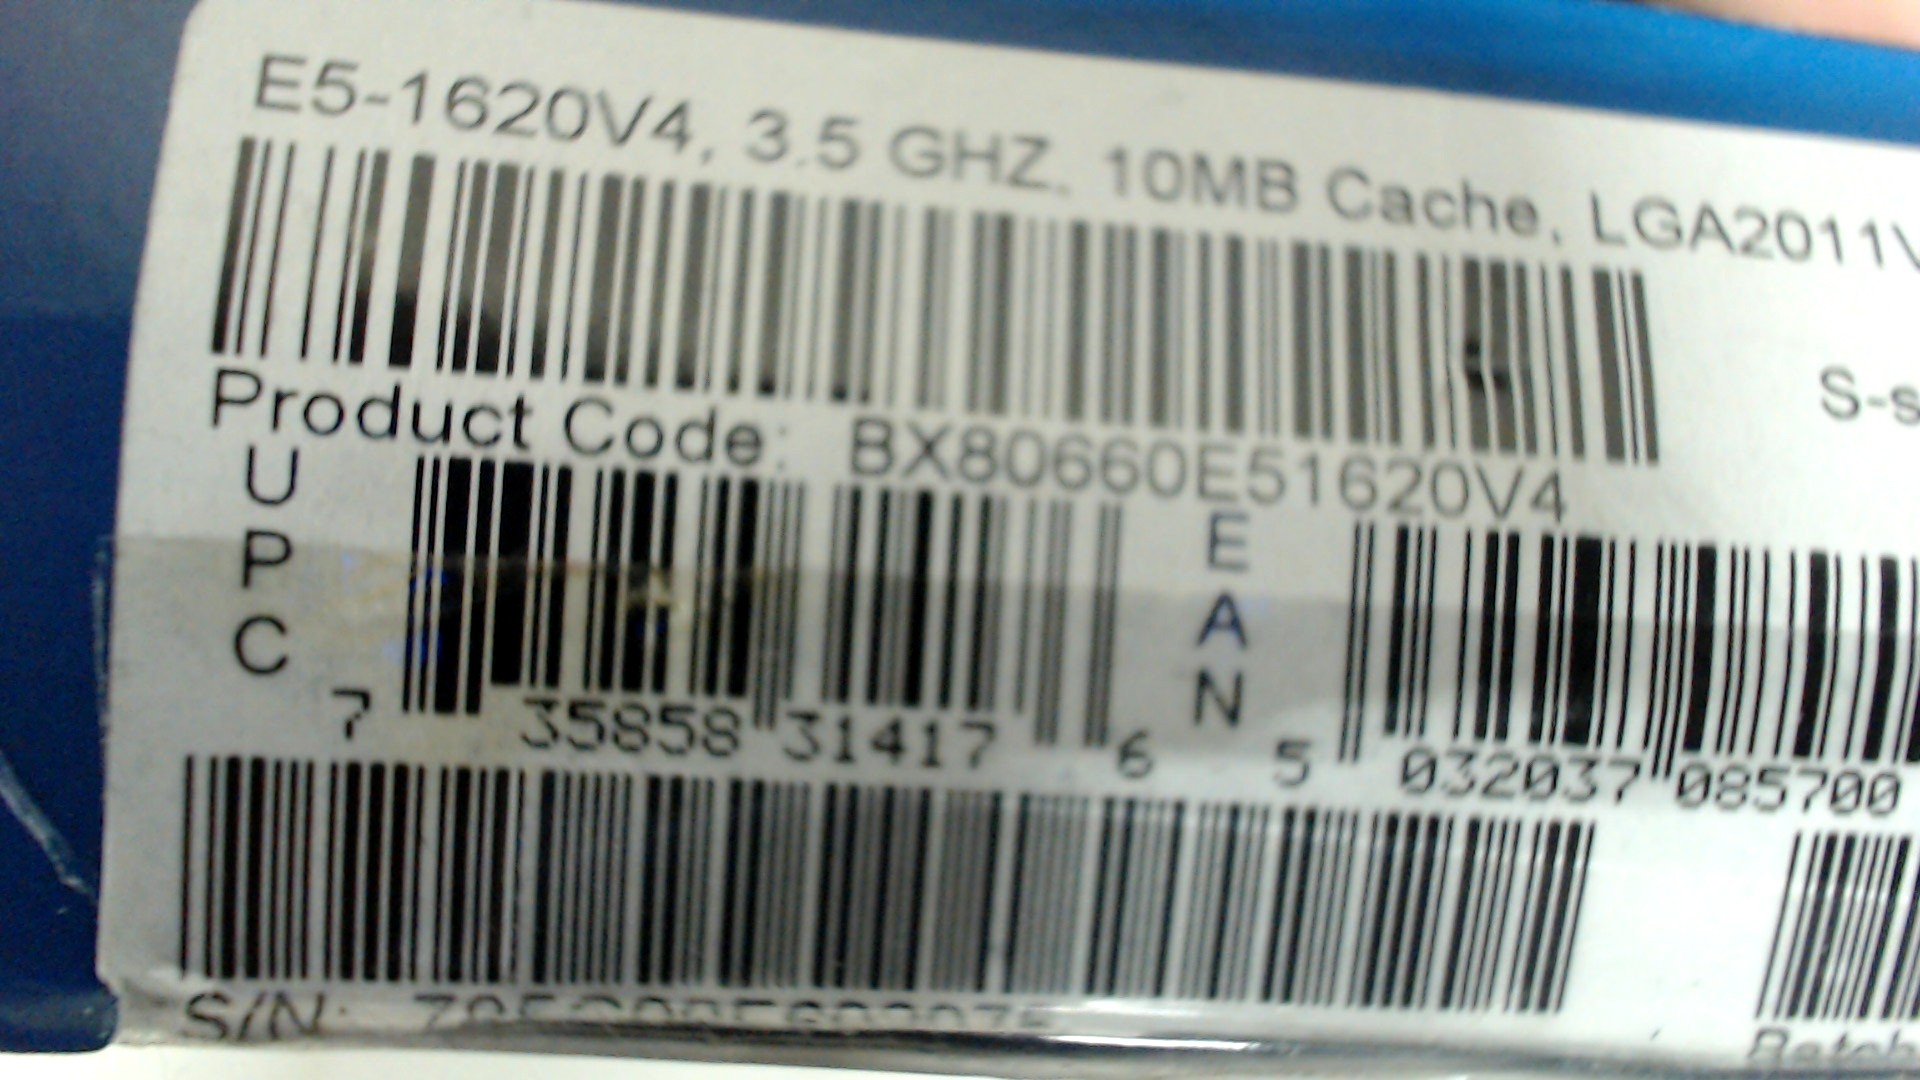 E5-1620V4, 3.5 GHZ, 10MB Cache, LGA2011V
S-s
Product Code: BX80660E51620V4
UPC
7 35858 31417 6
EAN
5 032037 085700
S/N: